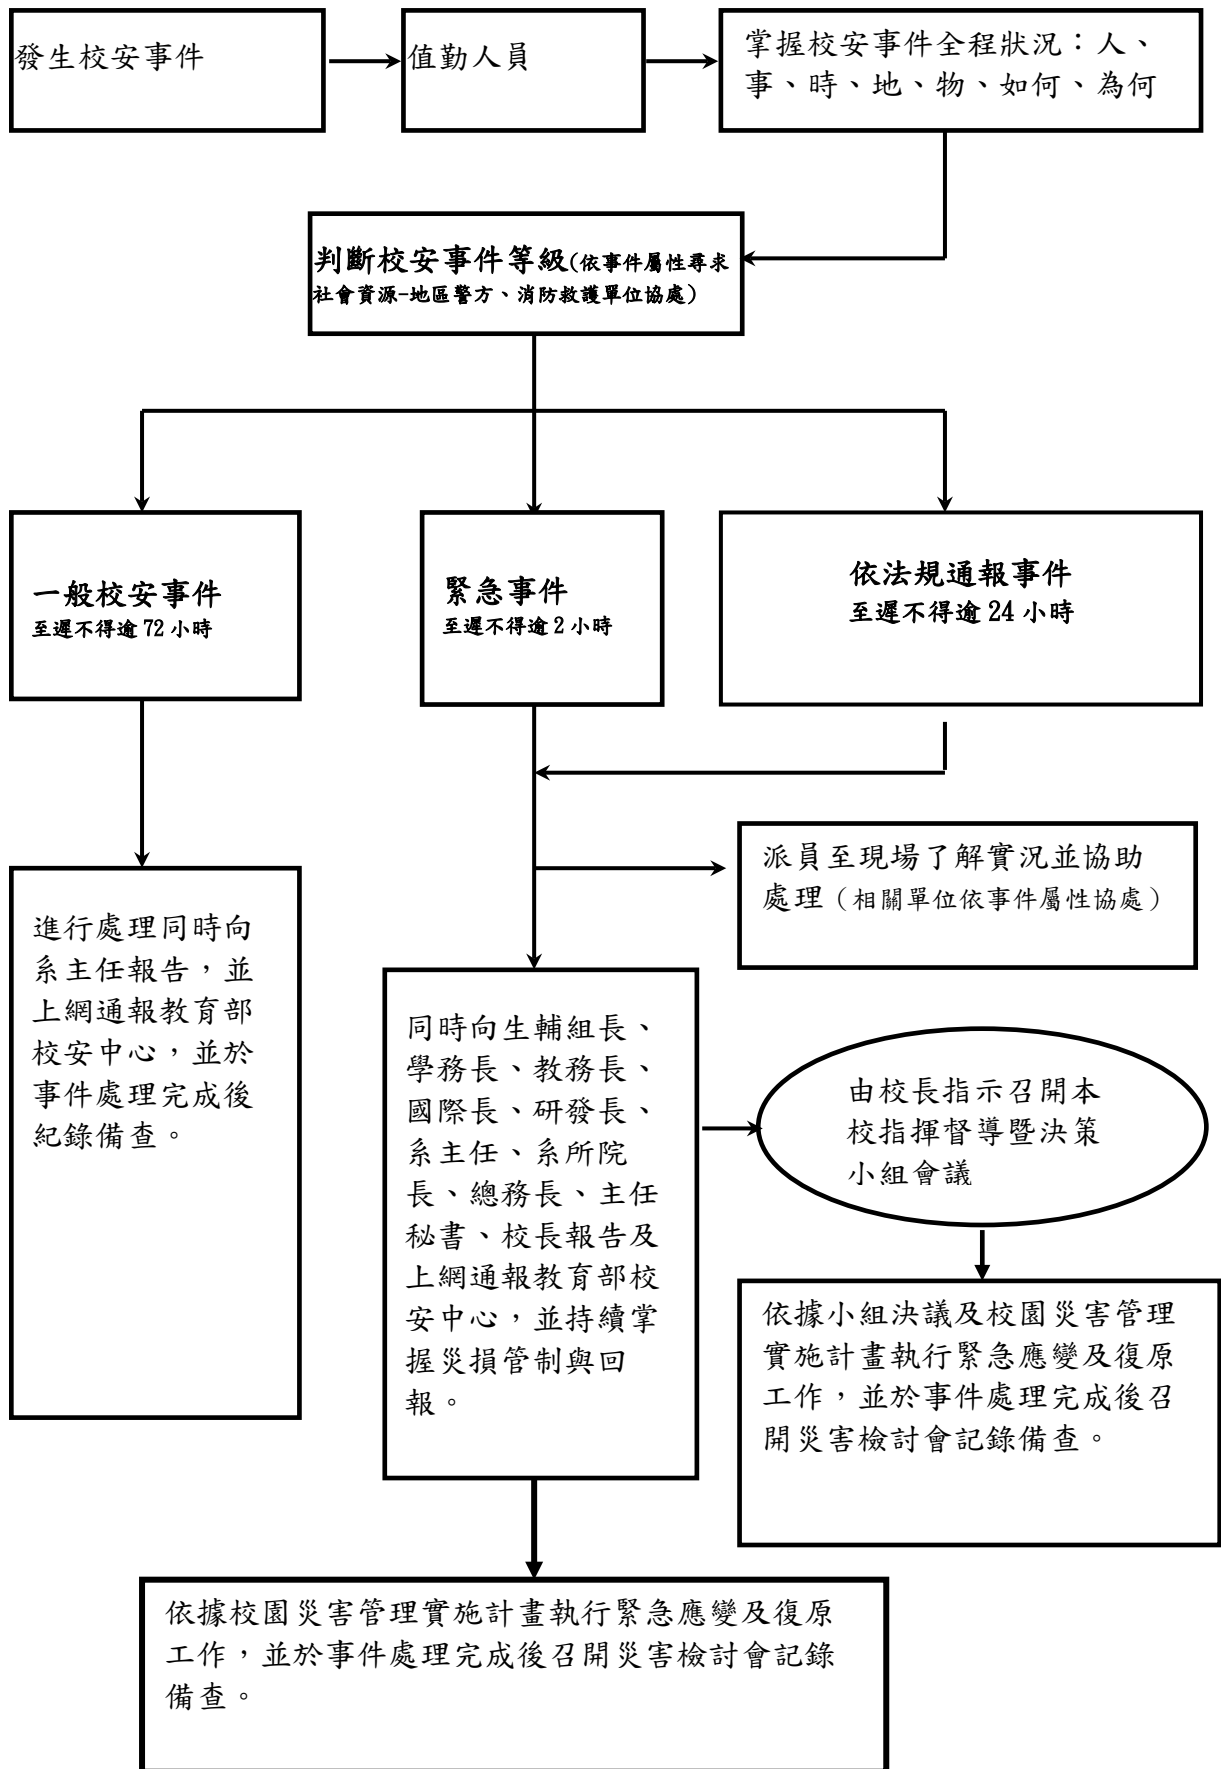 發生校安事件
值勤人員
掌握校安事件全程狀況：人、
事、時、地、物、如何、為何
判斷校安事件等級(依事件屬性尋求
社會資源-地區警方、消防救護單位協處)
一般校安事件
至遲不得逾 72 小時
緊急事件
至遲不得逾 2 小時
依法規通報事件
至遲不得逾 24 小時
派員至現場了解實況並協助
處理（相關單位依事件屬性協處）
進行處理同時向
系主任報告，並
上網通報教育部
校安中心，並於
事件處理完成後
紀錄備查。
同時向生輔組長、
學務長、教務長、
國際長、研發長、
系主任、系所院
長、總務長、主任
秘書、校長報告及
上網通報教育部校
安中心，並持續掌
握災損管制與回
報。
由校長指示召開本
校指揮督導暨決策
小組會議
依據小組決議及校園災害管理
實施計畫執行緊急應變及復原
工作，並於事件處理完成後召
開災害檢討會記錄備查。
依據校園災害管理實施計畫執行緊急應變及復原
工作，並於事件處理完成後召開災害檢討會記錄
備查。